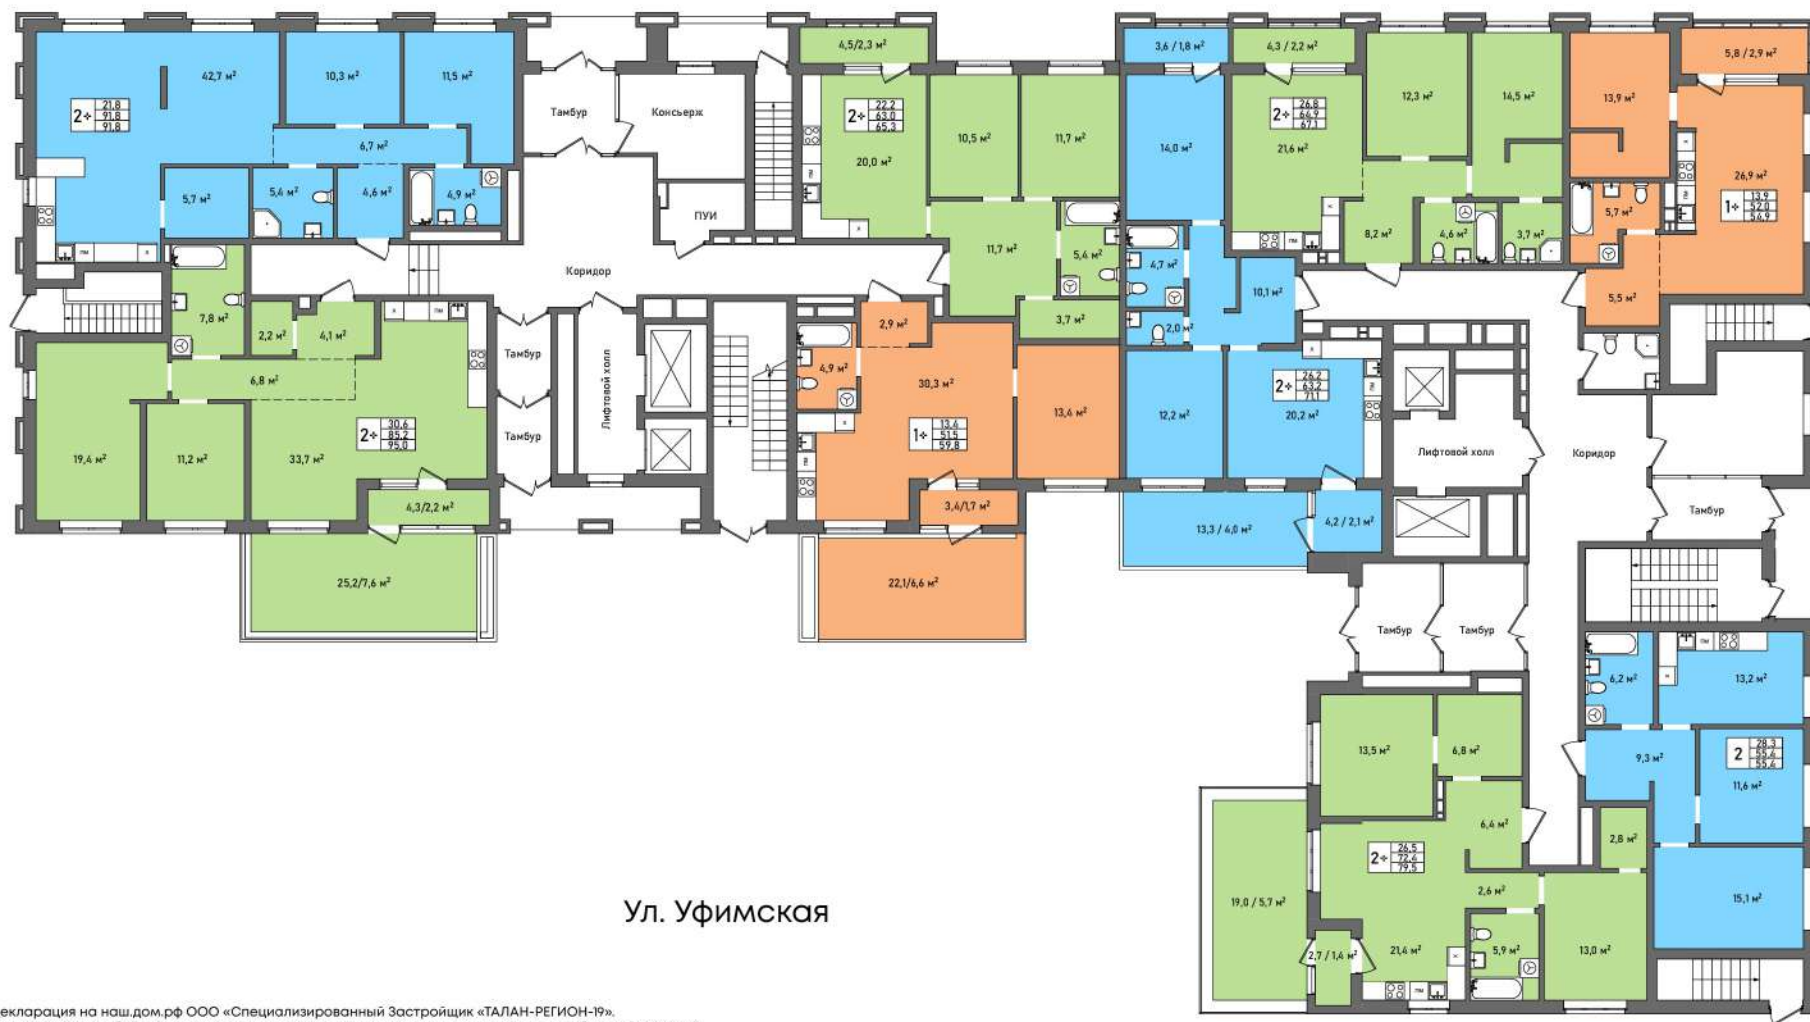 42,7 м²
10,3 м²
11,5 м²
2+ 21.8 91.8 91.8
6,7 м²
5,7 м²
5,4 м²
4,6 м²
4,9 м²
Тамбур
Консьерж
ПУИ
Коридор
4,5/2,3 м²
2+ 22.2 63.0 65.3
20,0 м²
10,5 м²
11,7 м²
11,7 м²
5,4 м²
3,7 м²
3,6 / 1,8 м²
14,0 м²
4,7 м²
10,1 м²
2,0 м²
12,2 м²
2+ 26.2 63.2 71.1
20,2 м²
13,3 / 4,0 м²
4,2 / 2,1 м²
4,3 / 2,2 м²
2+ 26.8 64.9 67.1
21,6 м²
12,3 м²
14,5 м²
8,2 м²
4,6 м²
3,7 м²
13,9 м²
5,8 / 2,9 м²
26,9 м²
1+ 13.9 52.0 54.9
5,7 м²
5,5 м²
7,8 м²
2,2 м²
4,1 м²
6,8 м²
19,4 м²
11,2 м²
33,7 м²
2+ 30.6 85.2 95.0
4,3/2,2 м²
25,2/7,6 м²
Тамбур
Тамбур
Лифтовой холл
2,9 м²
4,9 м²
30,3 м²
13,4 м²
1+ 13.4 51.5 59.8
3,4/1,7 м²
22,1/6,6 м²
Лифтовой холл
Коридор
Тамбур
Тамбур
Тамбур
6,2 м²
13,2 м²
9,3 м²
2 28.3 55.4 55.4
11,6 м²
2,8 м²
15,1 м²
13,5 м²
6,8 м²
6,4 м²
2+ 26.5 72.4 79.5
2,6 м²
19,0 / 5,7 м²
2,7 / 1,4 м²
21,4 м²
5,9 м²
13,0 м²
Ул. Уфимская
екларация на наш.дом.рф ООО «Специализированный Застройщик «ТАЛАН-РЕГИОН-19».